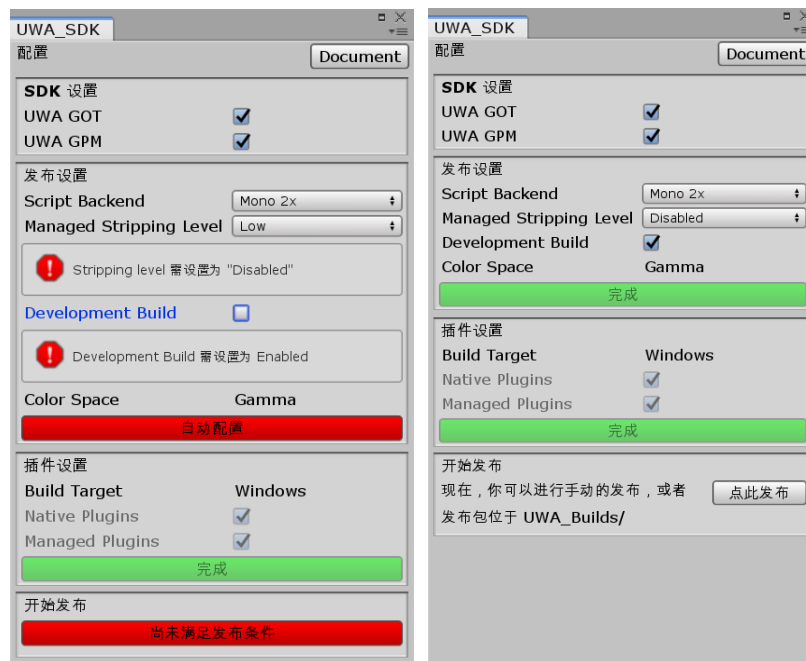 UWA_SDK
配置 Document
SDK 设置
UWA GOT
UWA GPM
发布设置
Script Backend Mono 2x
Managed Stripping Level Low
Stripping level 需设置为 "Disabled"
Development Build
Development Build 需设置为 Enabled
Color Space Gamma
自动配置
插件设置
Build Target Windows
Native Plugins
Managed Plugins
完成
开始发布
尚未满足发布条件
UWA_SDK
配置 Document
SDK 设置
UWA GOT
UWA GPM
发布设置
Script Backend Mono 2x
Managed Stripping Level Disabled
Development Build
Color Space Gamma
完成
插件设置
Build Target Windows
Native Plugins
Managed Plugins
完成
开始发布
现在，你可以进行手动的发布，或者 点此发布
发布包位于 UWA_Builds/